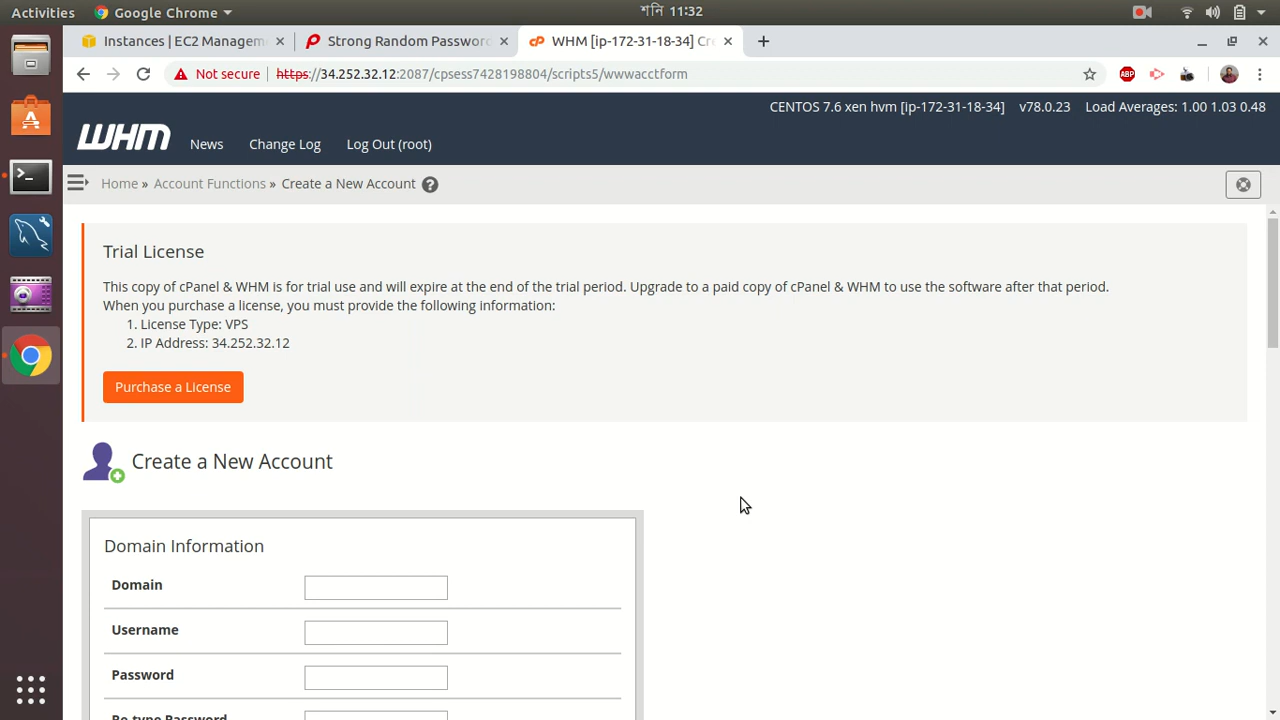 Activities
Google Chrome
শনি 11:32
Instances | EC2 Managem
Strong Random Password
WHM [ip-172-31-18-34] Cr
Not secure
https://34.252.32.12:2087/cpsess7428198804/scripts5/wwwacctform
ABP
CENTOS 7.6 xen hvm [ip-172-31-18-34] v78.0.23 Load Averages: 1.00 1.03 0.48
WHM
News
Change Log
Log Out (root)
Home » Account Functions » Create a New Account
Trial License
This copy of cPanel & WHM is for trial use and will expire at the end of the trial period. Upgrade to a paid copy of cPanel & WHM to use the software after that period.
When you purchase a license, you must provide the following information:
1. License Type: VPS
2. IP Address: 34.252.32.12
Purchase a License
Create a New Account
Domain Information
Domain
Username
Password
Re-type Password